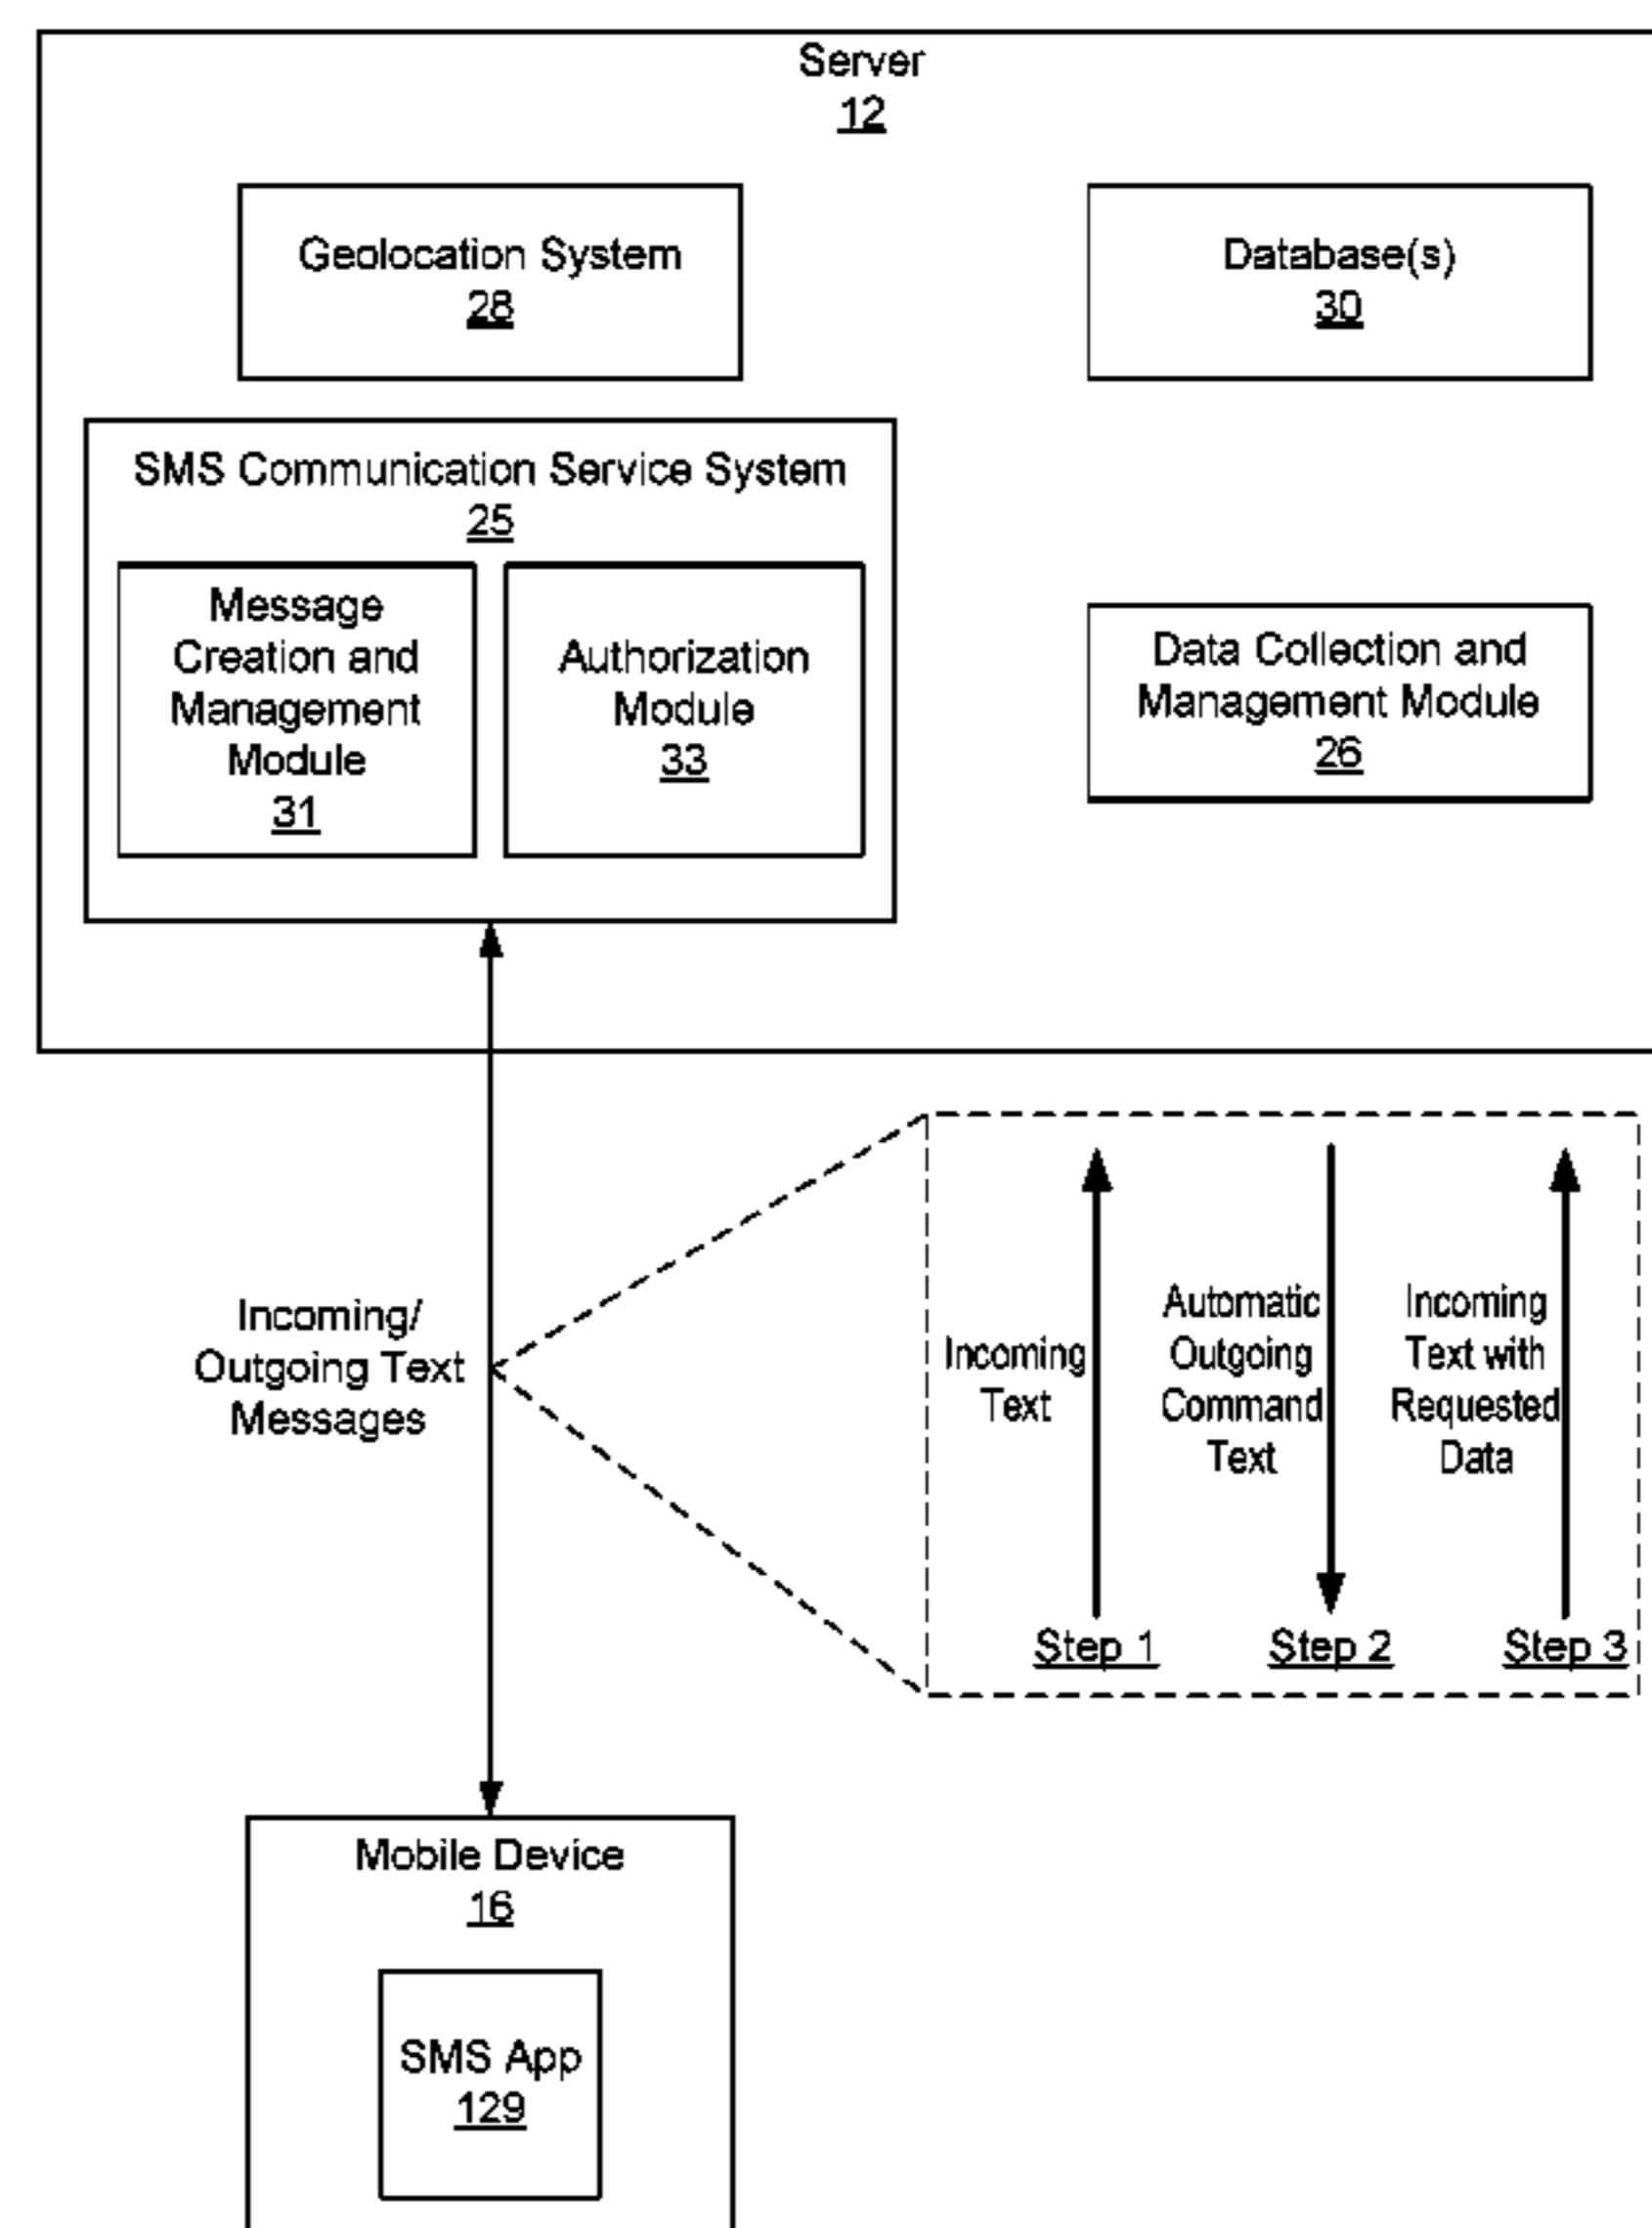 Server
12
Geolocation System
28
Database(s)
30
SMS Communication Service System
25
Message
Creation and
Management
Module
31
Authorization
Module
33
Data Collection and
Management Module
26
Incoming/
Outgoing Text
Messages
Incoming
Text
Automatic
Outgoing
Command
Text
Incoming
Text with
Requested
Data
Step 1
Step 2
Step 3
Mobile Device
16
SMS App
129